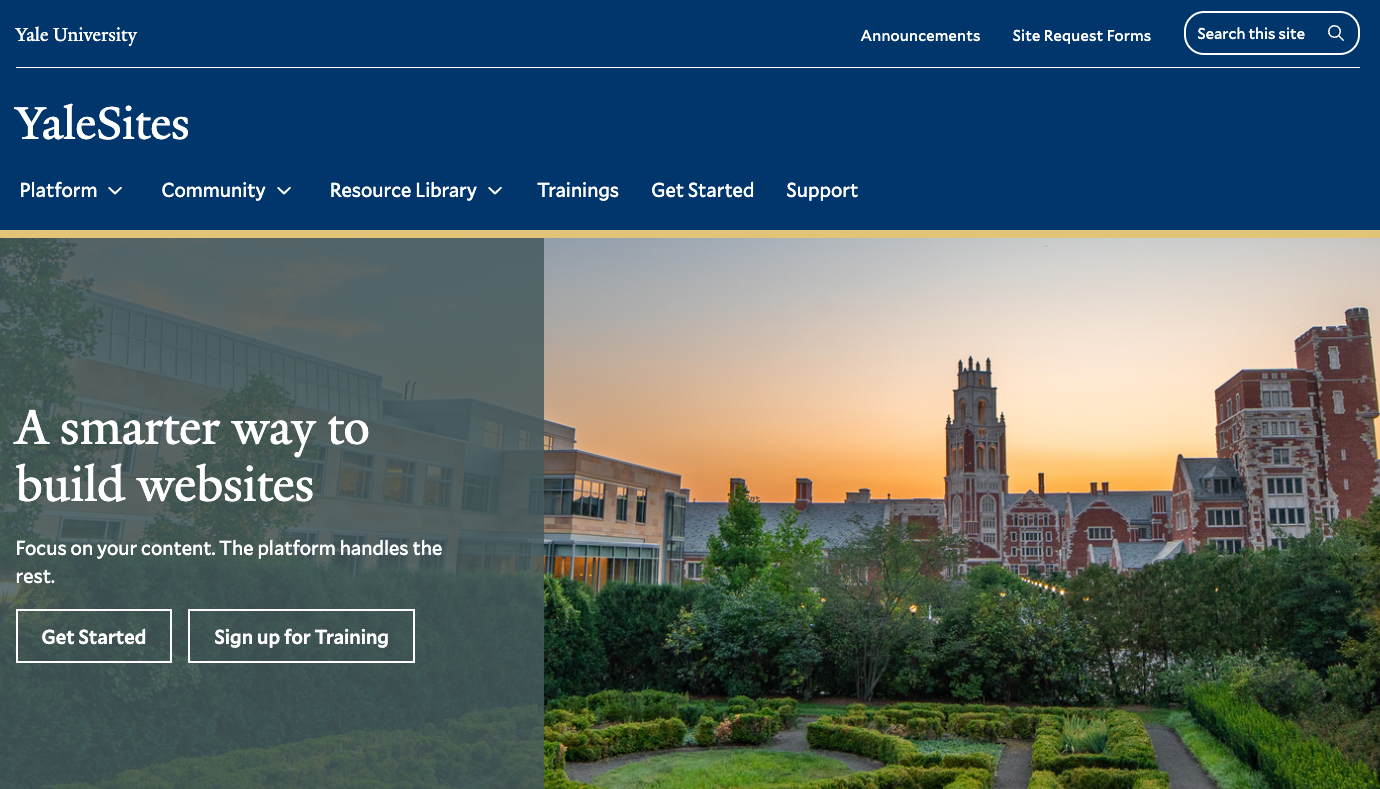 Yale University
Announcements
Site Request Forms
Search this site
YaleSites
Platform
Community
Resource Library
Trainings
Get Started
Support
A smarter way to
build websites
Focus on your content. The platform handles the
rest.
Get Started
Sign up for Training